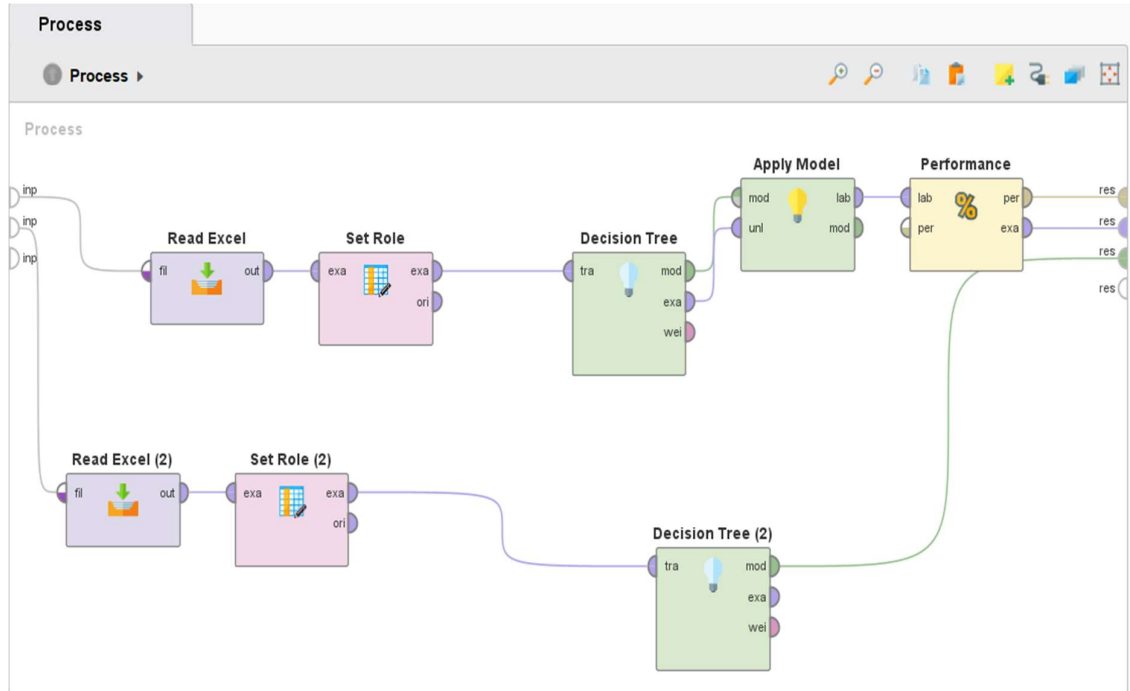 Process
Process
Process
inp
inp
inp
Read Excel
fil
out
Set Role
exa
exa
ori
Decision Tree
tra
mod
exa
wei
Apply Model
mod
lab
unl
mod
Performance
%
lab
per
per
exa
res
res
res
res
Read Excel (2)
fil
out
Set Role (2)
exa
exa
ori
Decision Tree (2)
tra
mod
exa
wei